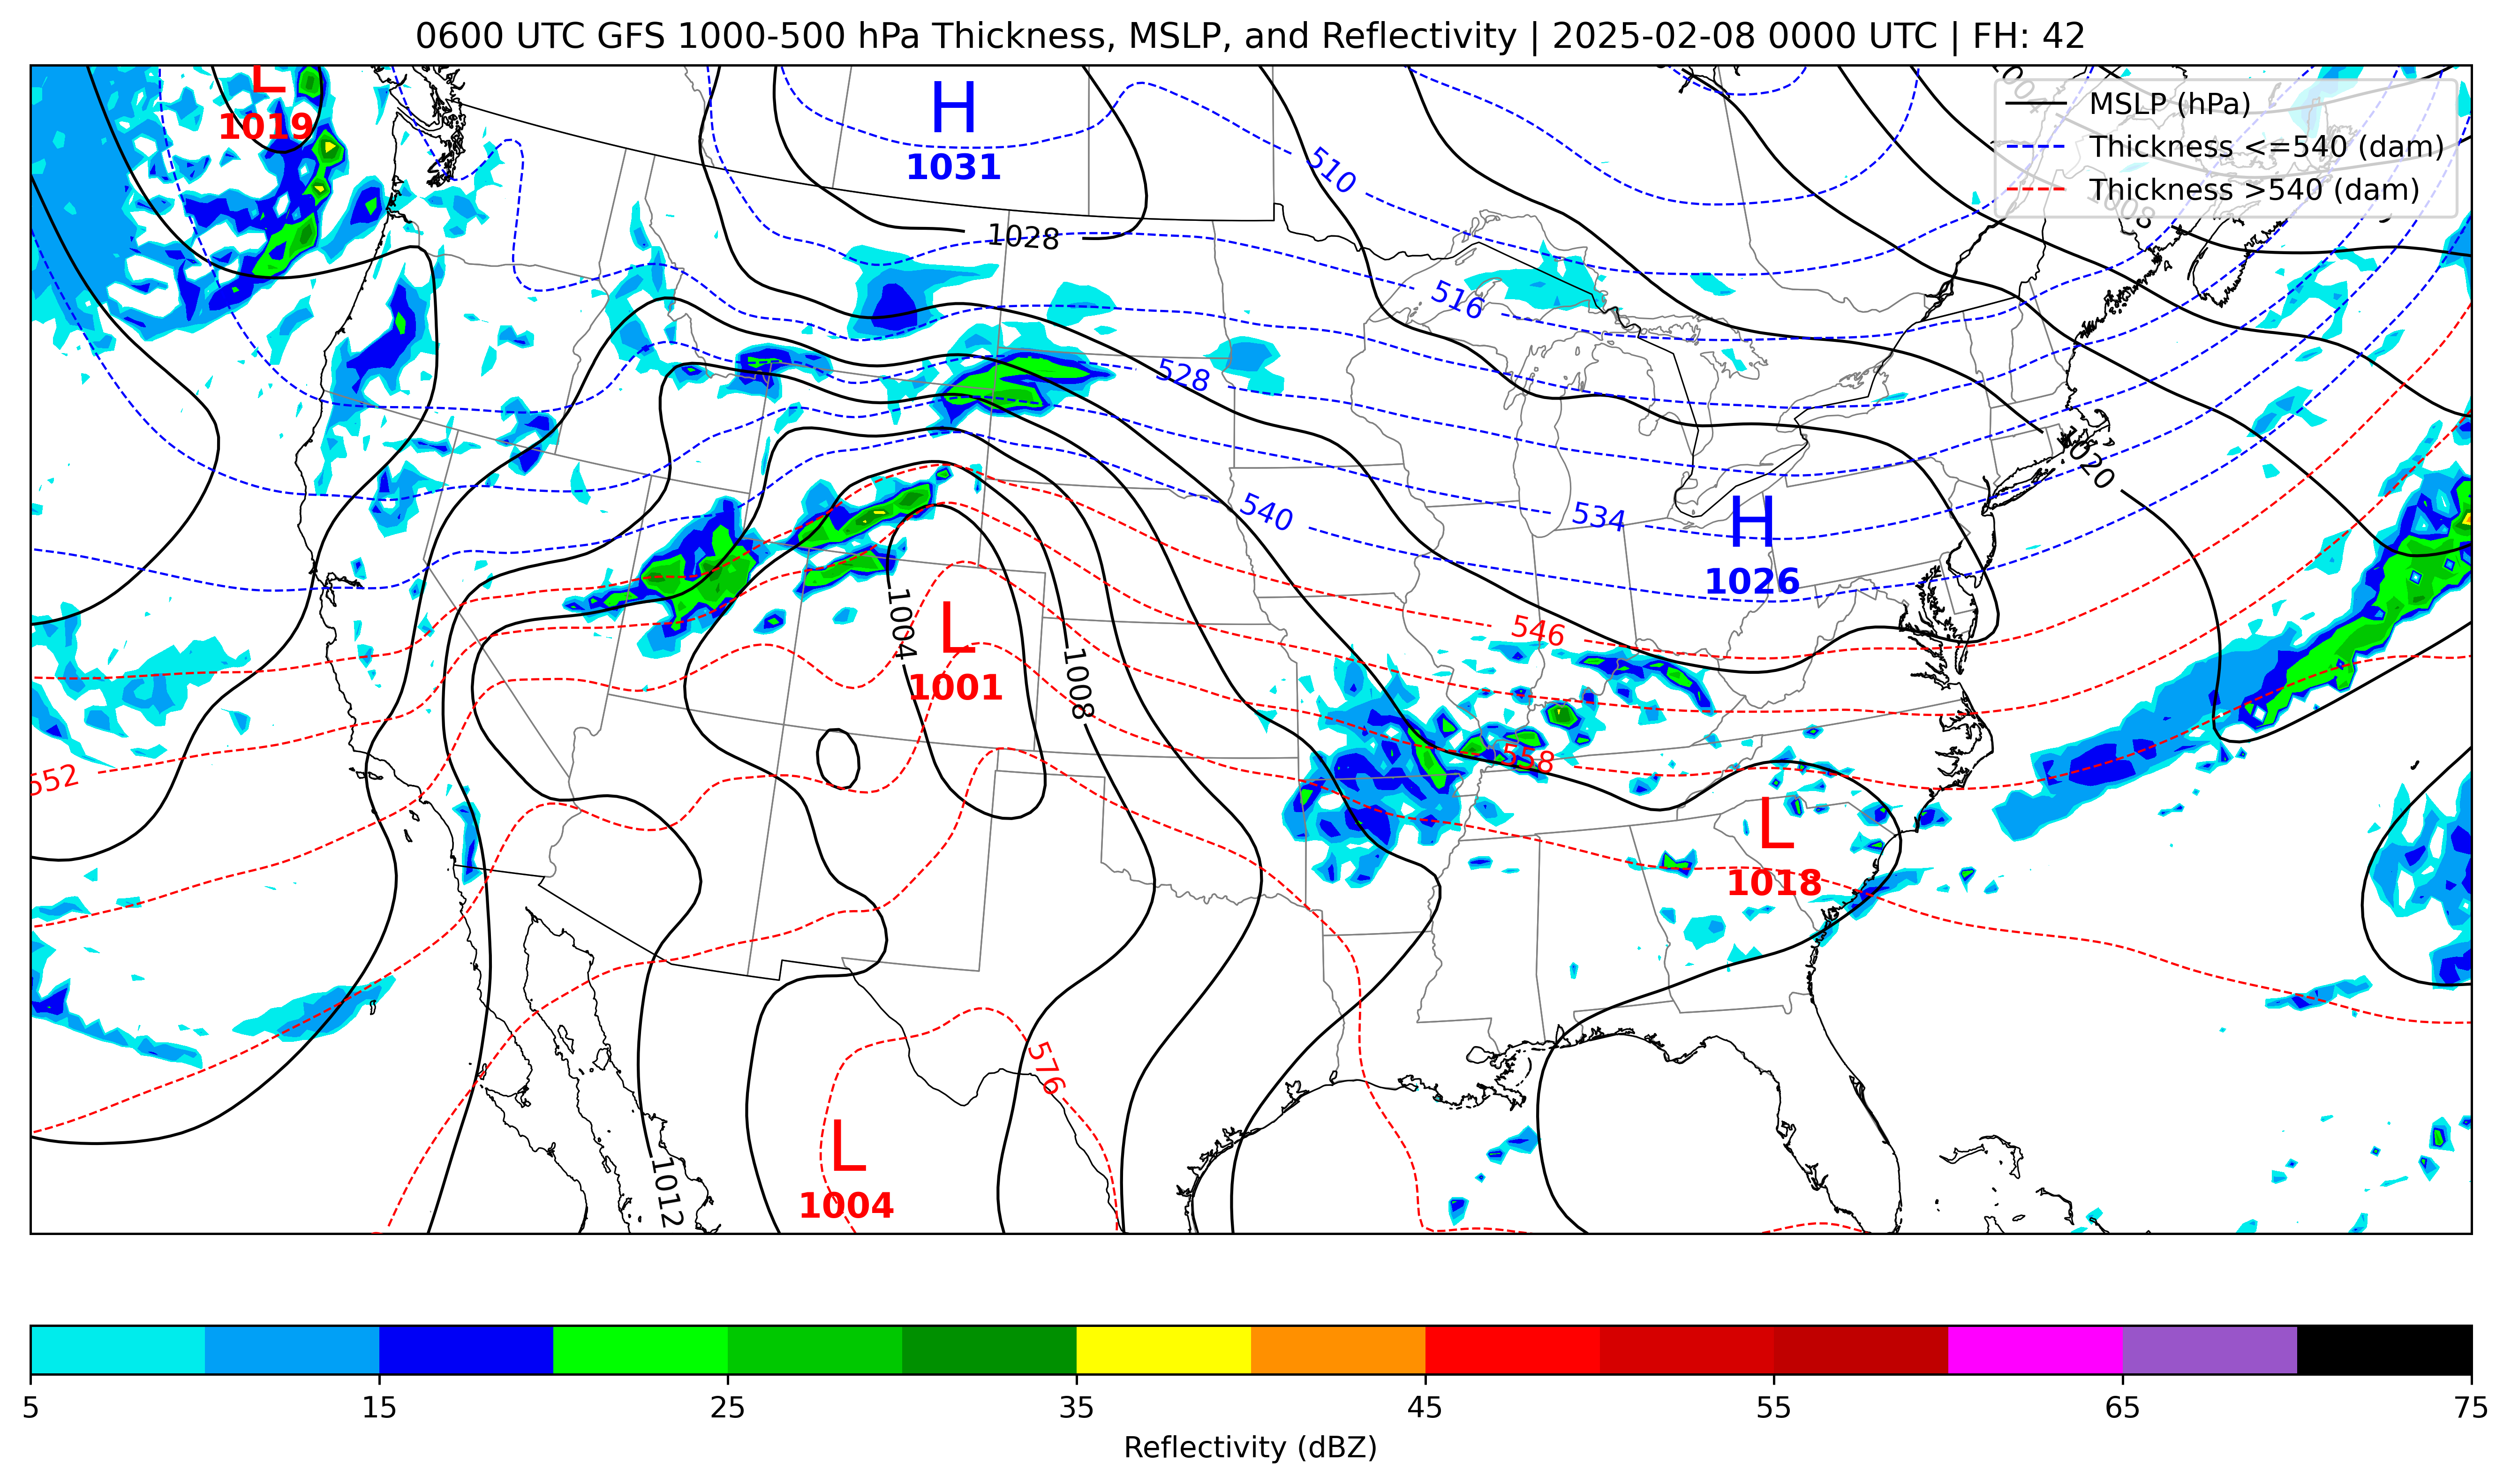 0600 UTC GFS 1000-500 hPa Thickness, MSLP, and Reflectivity | 2025-02-08 0000 UTC | FH: 42
L
1019
H
1031
1004
MSLP (hPa)
Thickness <=540 (dam)
Thickness >540 (dam)
510
1008
1028
516
528
1020
540
534
H
1026
1004
L
1001
1008
546
552
558
L
1018
576
L
1004
1012
5 15 25 35 45 55 65 75
Reflectivity (dBZ)